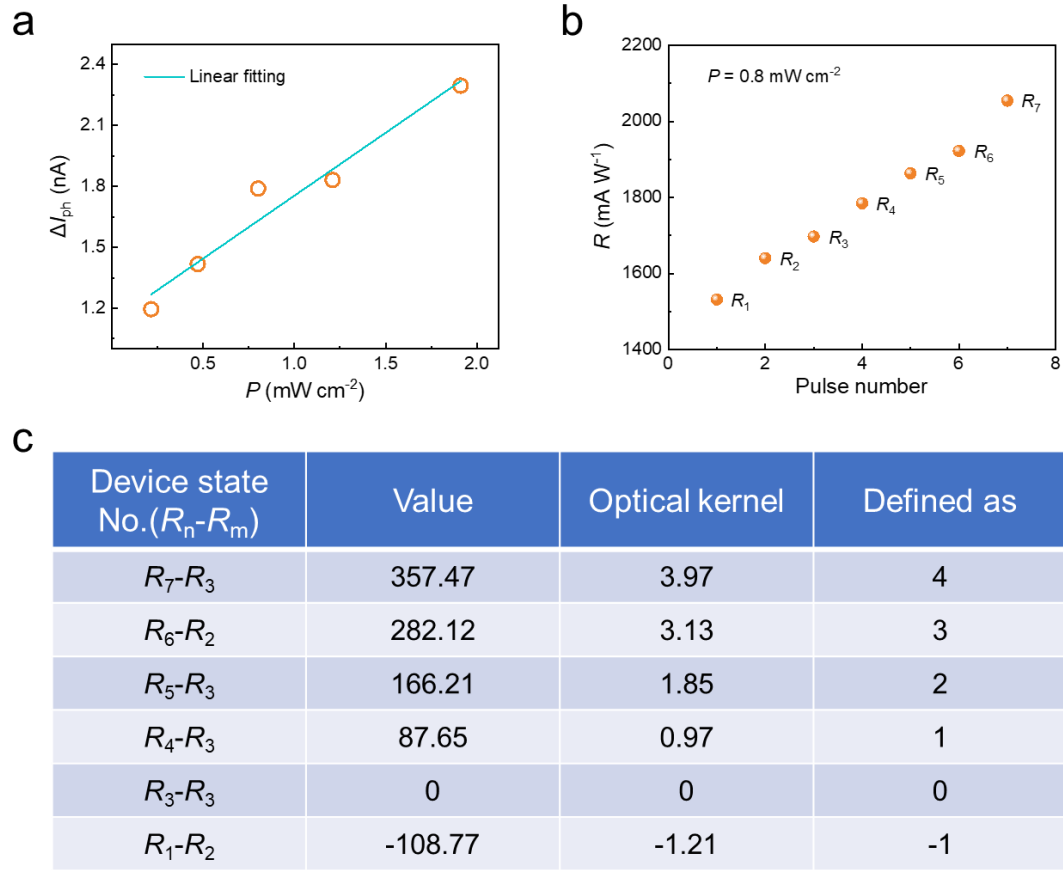 a
Linear fitting
2.4
2.1
1.8
1.5
1.2
ΔI_ph (nA)
0.5 1.0 1.5 2.0
P (mW cm⁻²)
b
P = 0.8 mW cm⁻²
2200
2000
1800
1600
1400
R (mA W⁻¹)
R₇
R₆
R₅
R₄
R₃
R₂
R₁
0 2 4 6 8
Pulse number
c
Device state No.(Rₙ-Rₘ) Value Optical kernel Defined as
R₇-R₃ 357.47 3.97 4
R₆-R₂ 282.12 3.13 3
R₅-R₃ 166.21 1.85 2
R₄-R₃ 87.65 0.97 1
R₃-R₃ 0 0 0
R₁-R₂ -108.77 -1.21 -1